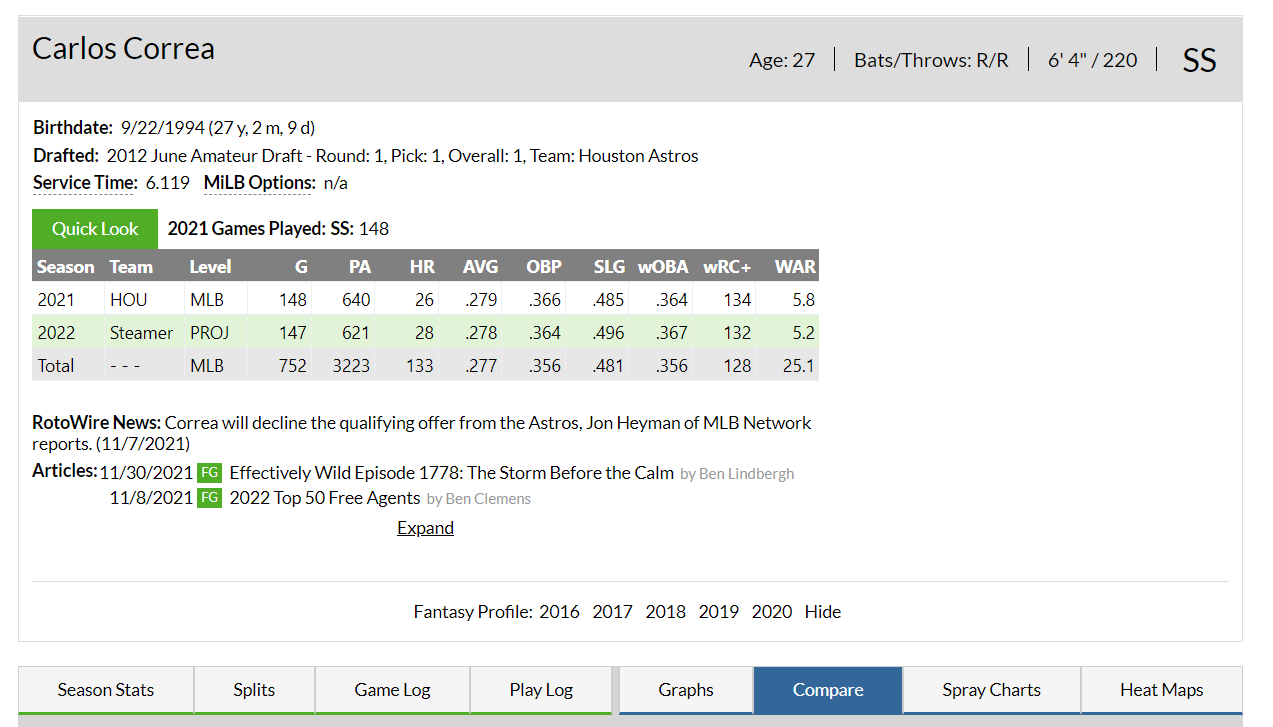 Carlos Correa
Age: 27 Bats/Throws: R/R 6' 4" / 220 SS
Birthdate: 9/22/1994 (27 y, 2 m, 9 d)
Drafted: 2012 June Amateur Draft - Round: 1, Pick: 1, Overall: 1, Team: Houston Astros
Service Time: 6.119 MiLB Options: n/a
Quick Look 2021 Games Played: SS: 148
Season Team Level G PA HR AVG OBP SLG wOBA wRC+ WAR
2021 HOU MLB 148 640 26 .279 .366 .485 .364 134 5.8
2022 Steamer PROJ 147 621 28 .278 .364 .496 .367 132 5.2
Total - - - MLB 752 3223 133 .277 .356 .481 .356 128 25.1
RotoWire News: Correa will decline the qualifying offer from the Astros, Jon Heyman of MLB Network
reports. (11/7/2021)
Articles: 11/30/2021 FG Effectively Wild Episode 1778: The Storm Before the Calm by Ben Lindbergh
11/8/2021 FG 2022 Top 50 Free Agents by Ben Clemens
Expand
Fantasy Profile: 2016 2017 2018 2019 2020 Hide
Season Stats Splits Game Log Play Log Graphs Compare Spray Charts Heat Maps